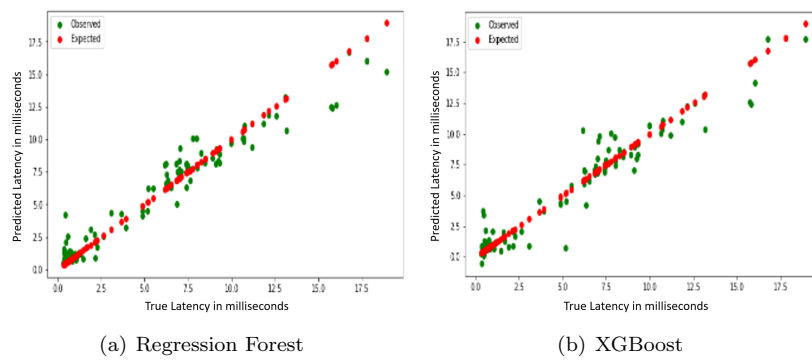 Observed
Expected
17.5
15.0
12.5
10.0
7.5
5.0
2.5
0.0
Predicted Latency in milliseconds
0.0 2.5 5.0 7.5 10.0 12.5 15.0 17.5
True Latency in milliseconds
(a) Regression Forest
Observed
Expected
17.5
15.0
12.5
10.0
7.5
5.0
2.5
0.0
Predicted Latency in milliseconds
0.0 2.5 5.0 7.5 10.0 12.5 15.0 17.5
True Latency in milliseconds
(b) XGBoost